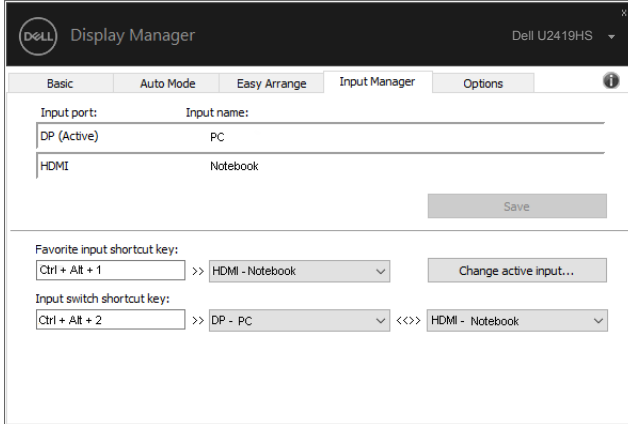 x
DELL Display Manager Dell U2419HS
Basic Auto Mode Easy Arrange Input Manager Options i
Input port: Input name:
DP (Active) PC
HDMI Notebook
Save
Favorite input shortcut key:
Ctrl + Alt + 1 >> HDMI - Notebook Change active input...
Input switch shortcut key:
Ctrl + Alt + 2 >> DP - PC <<>> HDMI - Notebook